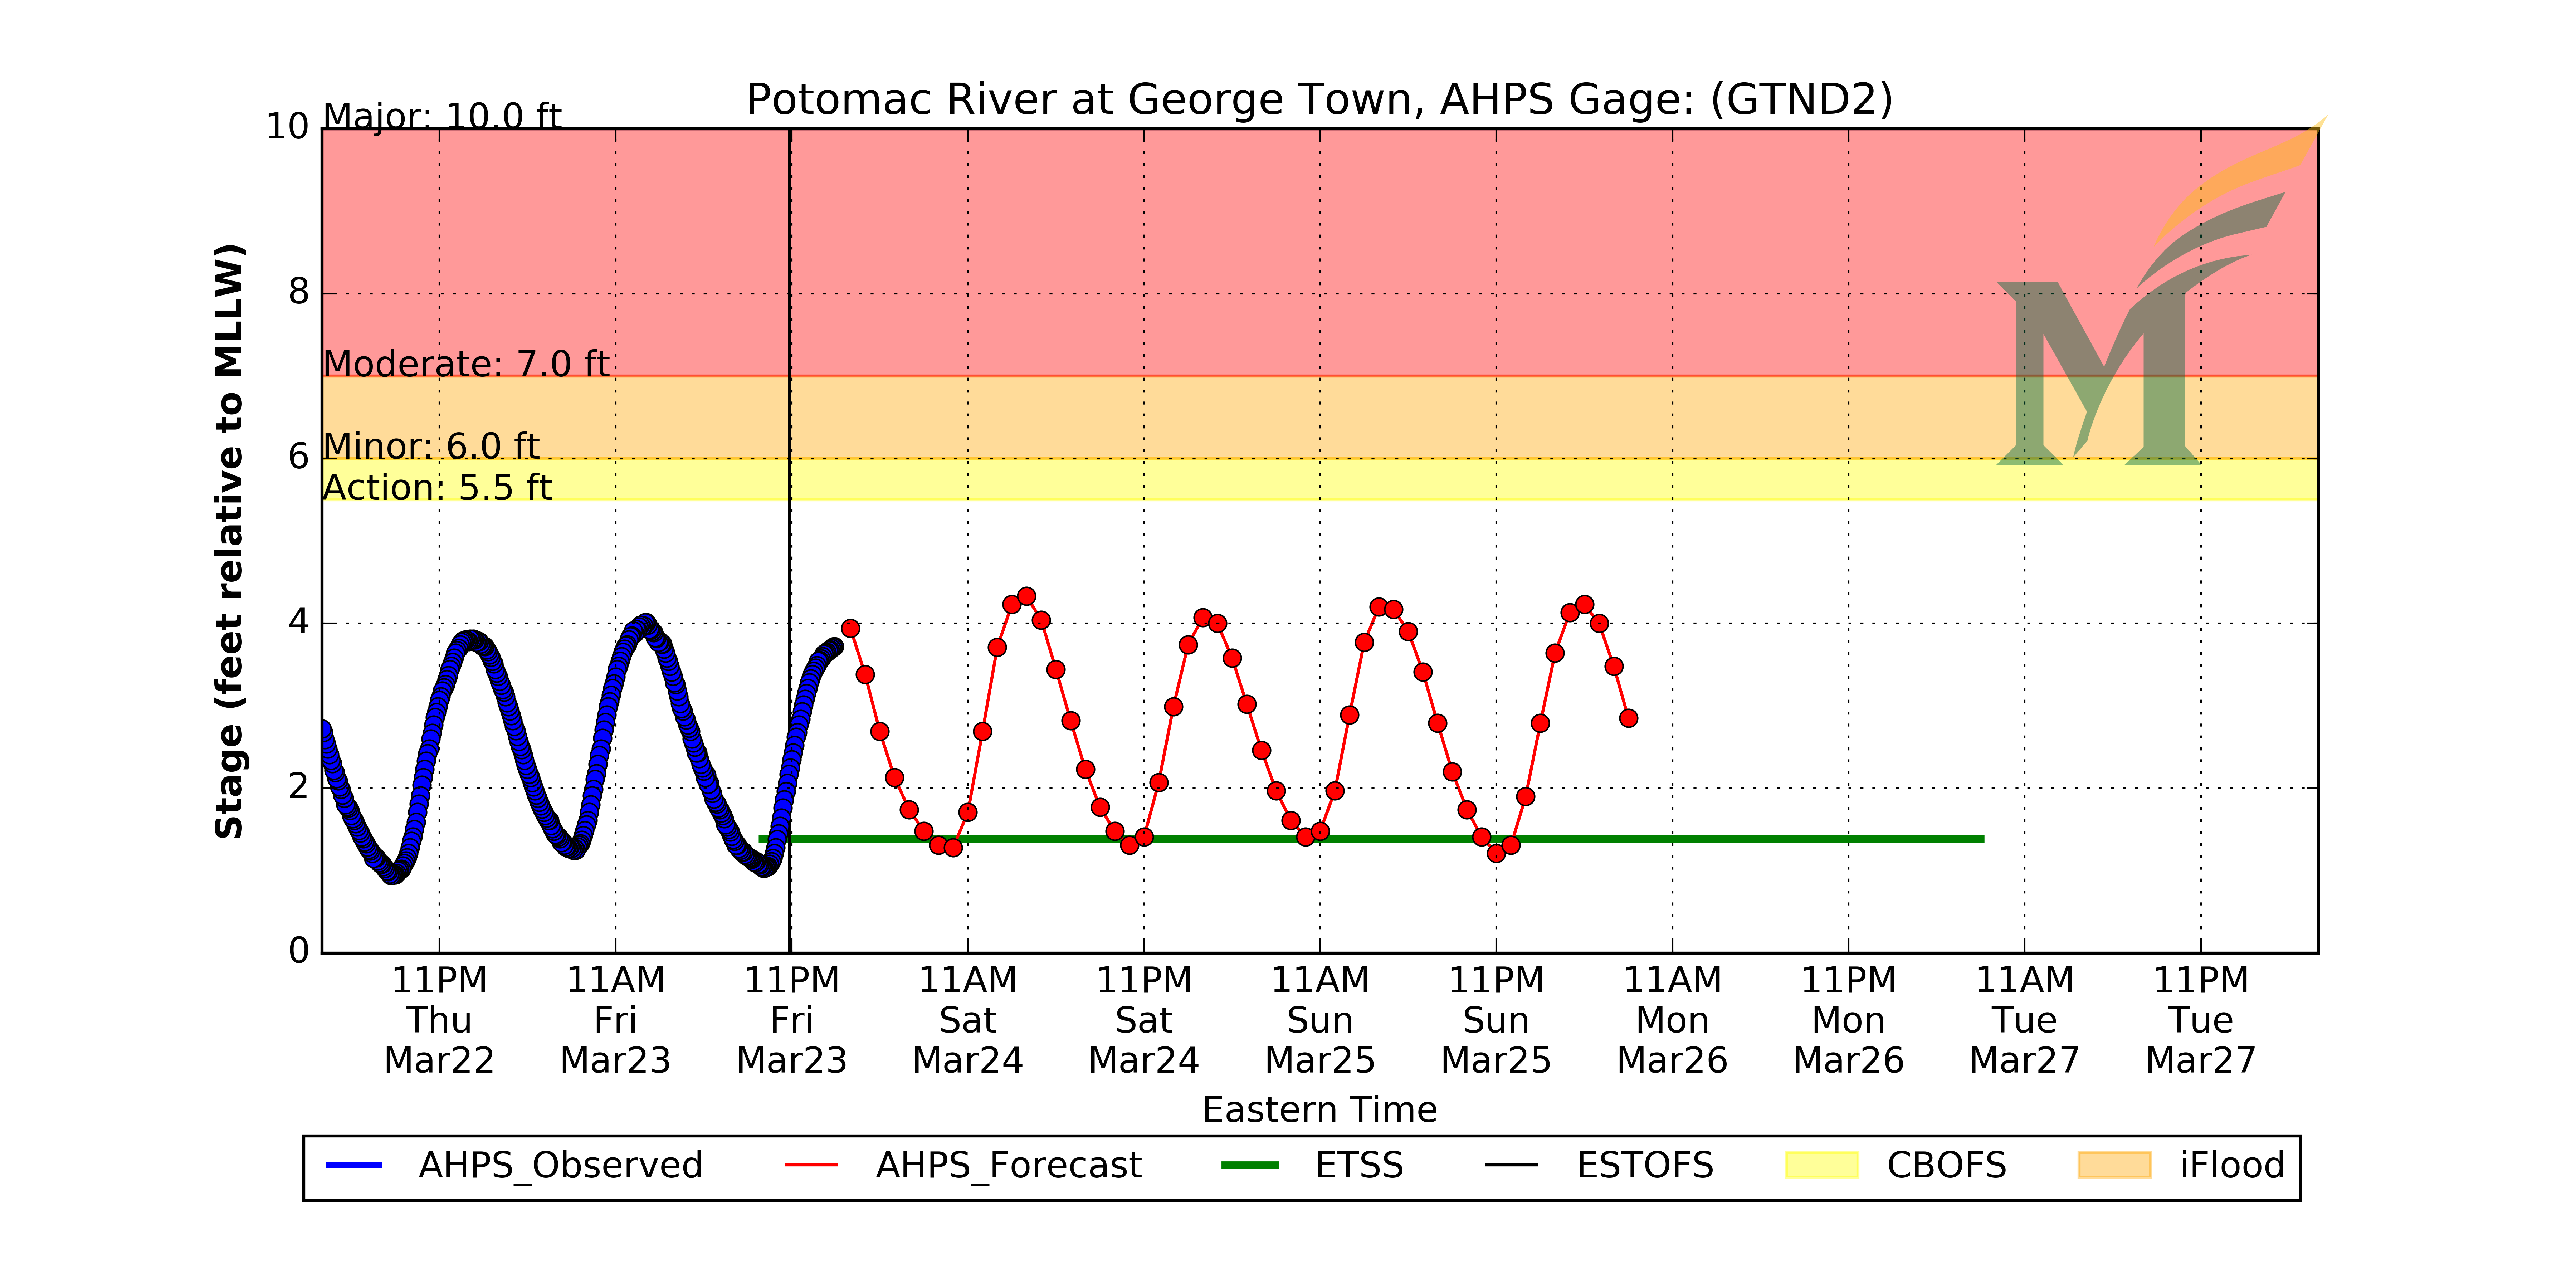 Potomac River at George Town, AHPS Gage: (GTND2)
Major: 10.0 ft
Moderate: 7.0 ft
Minor: 6.0 ft
Action: 5.5 ft
Stage (feet relative to MLLW)
10
8
6
4
2
0
11PM Thu Mar22
11AM Fri Mar23
11PM Fri Mar23
11AM Sat Mar24
11PM Sat Mar24
11AM Sun Mar25
11PM Sun Mar25
11AM Mon Mar26
11PM Mon Mar26
11AM Tue Mar27
11PM Tue Mar27
Eastern Time
AHPS_Observed
AHPS_Forecast
ETSS
ESTOFS
CBOFS
iFlood
M